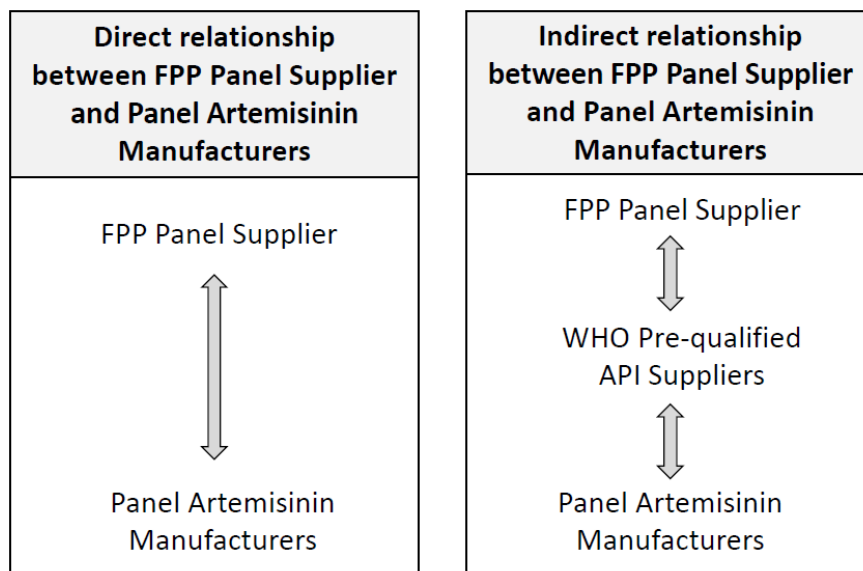 Direct relationship
between FPP Panel Supplier
and Panel Artemisinin
Manufacturers
FPP Panel Supplier
Panel Artemisinin
Manufacturers
Indirect relationship
between FPP Panel Supplier
and Panel Artemisinin
Manufacturers
FPP Panel Supplier
WHO Pre-qualified
API Suppliers
Panel Artemisinin
Manufacturers